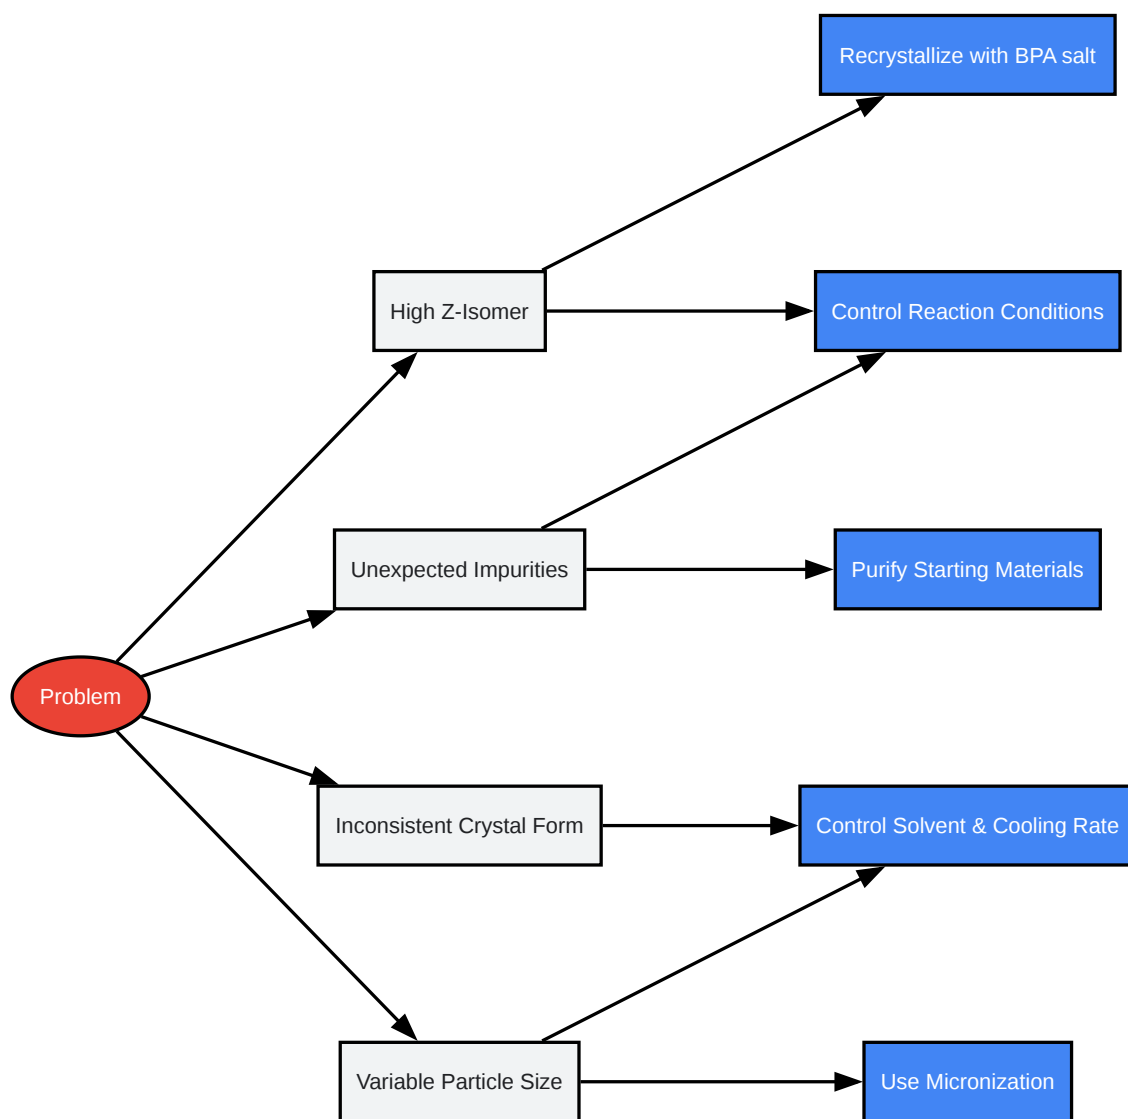 Recrystallize with BPA salt
High Z-Isomer
Control Reaction Conditions
Unexpected Impurities
Purify Starting Materials
Problem
Inconsistent Crystal Form
Control Solvent & Cooling Rate
Variable Particle Size
Use Micronization